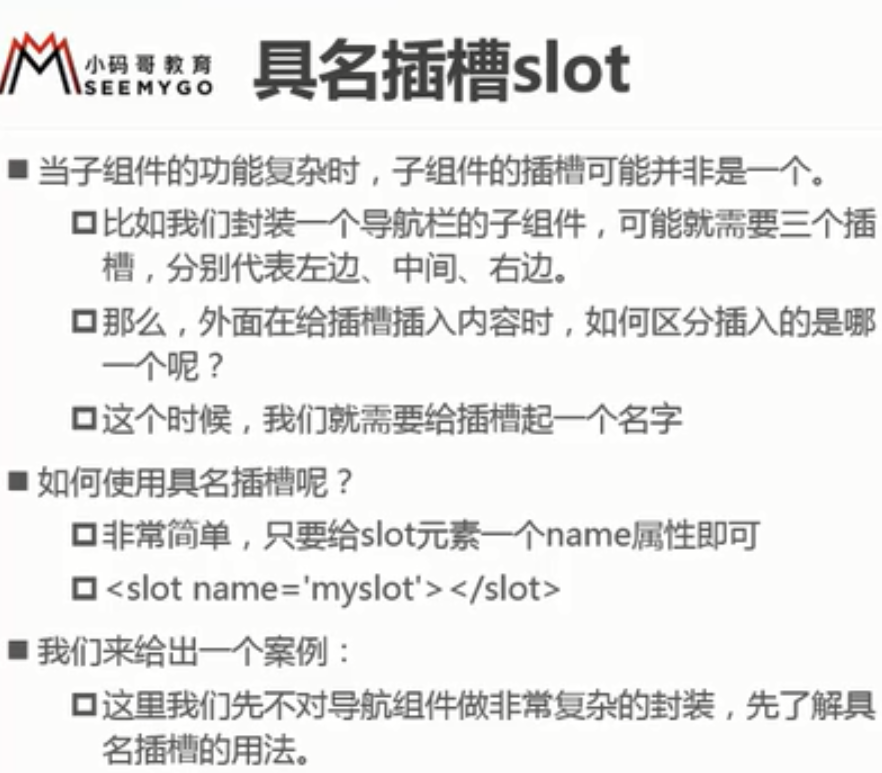 小码哥教育
SEEMYGO
具名插槽slot
当子组件的功能复杂时，子组件的插槽可能并非是一个。
比如我们封装一个导航栏的子组件，可能就需要三个插
槽，分别代表左边、中间、右边。
那么，外面在给插槽插入内容时，如何区分插入的是哪
一个呢？
这个时候，我们就需要给插槽起一个名字
如何使用具名插槽呢？
非常简单，只要给slot元素一个name属性即可
<slot name='myslot'></slot>
我们来给出一个案例：
这里我们先不对导航组件做非常复杂的封装，先了解具
名插槽的用法。